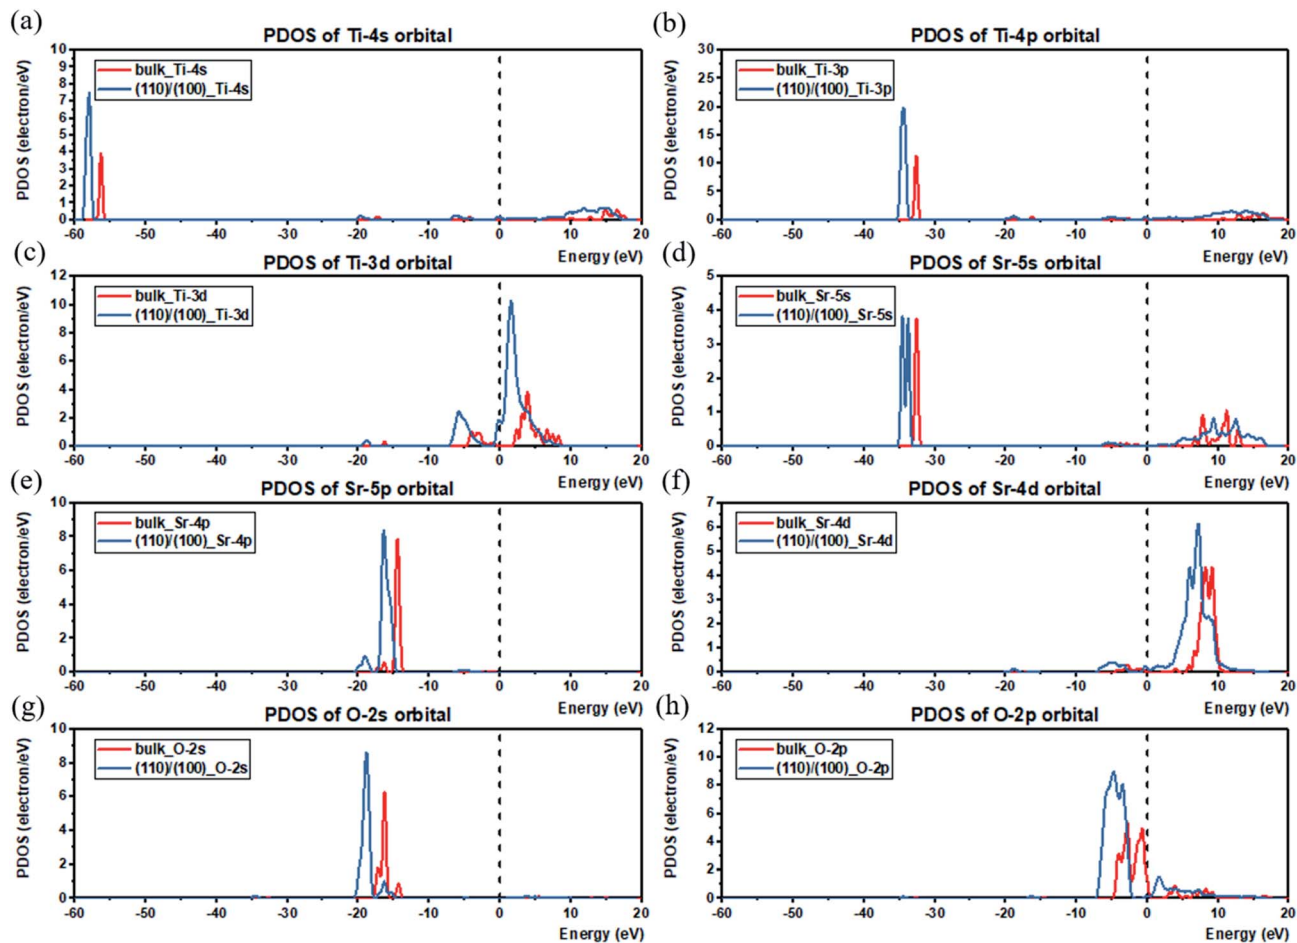 (a)
PDOS of Ti-4s orbital
PDOS (electron/eV)
bulk_Ti-4s
(110)/(100)_Ti-4s
10
9
8
7
6
5
4
3
2
1
0
-60 -50 -40 -30 -20 -10 0 10 20
Energy (eV)
(b)
PDOS of Ti-4p orbital
PDOS (electron/eV)
bulk_Ti-3p
(110)/(100)_Ti-3p
30
25
20
15
10
5
0
-60 -50 -40 -30 -20 -10 0 10 20
Energy (eV)
(c)
PDOS of Ti-3d orbital
PDOS (electron/eV)
bulk_Ti-3d
(110)/(100)_Ti-3d
12
10
8
6
4
2
0
-60 -50 -40 -30 -20 -10 0 10 20
Energy (eV)
(d)
PDOS of Sr-5s orbital
PDOS (electron/eV)
bulk_Sr-5s
(110)/(100)_Sr-5s
5
4
3
2
1
0
-60 -50 -40 -30 -20 -10 0 10 20
Energy (eV)
(e)
PDOS of Sr-5p orbital
PDOS (electron/eV)
bulk_Sr-4p
(110)/(100)_Sr-4p
10
8
6
4
2
0
-60 -50 -40 -30 -20 -10 0 10 20
Energy (eV)
(f)
PDOS of Sr-4d orbital
PDOS (electron/eV)
bulk_Sr-4d
(110)/(100)_Sr-4d
7
6
5
4
3
2
1
0
-60 -50 -40 -30 -20 -10 0 10 20
Energy (eV)
(g)
PDOS of O-2s orbital
PDOS (electron/eV)
bulk_O-2s
(110)/(100)_O-2s
10
8
6
4
2
0
-60 -50 -40 -30 -20 -10 0 10 20
Energy (eV)
(h)
PDOS of O-2p orbital
PDOS (electron/eV)
bulk_O-2p
(110)/(100)_O-2p
12
10
8
6
4
2
0
-60 -50 -40 -30 -20 -10 0 10 20
Energy (eV)